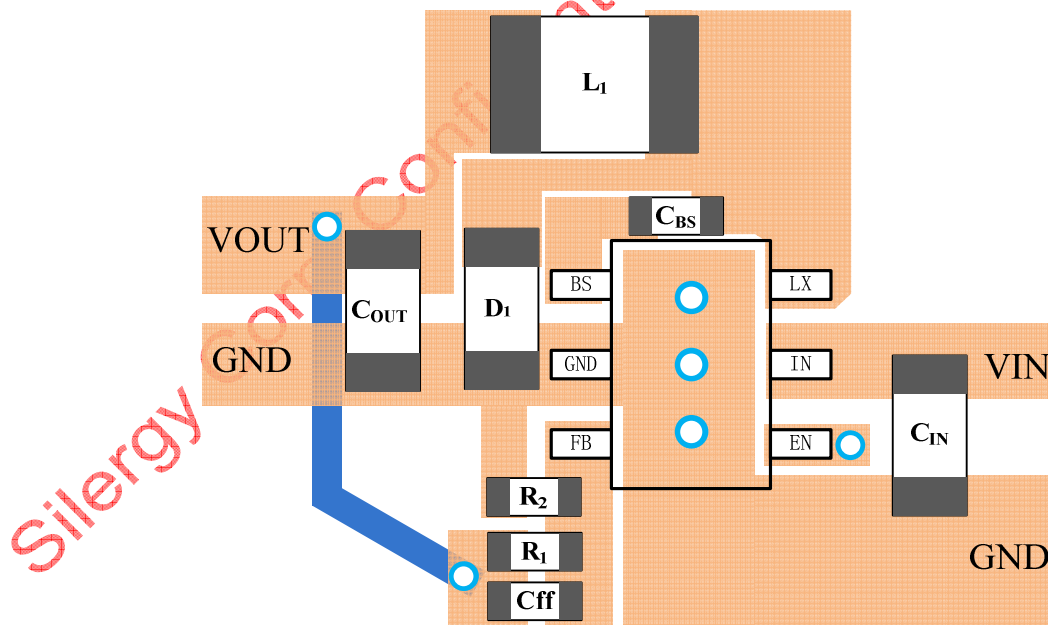 L1
CBS
VOUT
BS
LX
COUT
D1
GND
GND
IN
VIN
FB
EN
CIN
R2
R1
GND
Cff
Silergy Corp